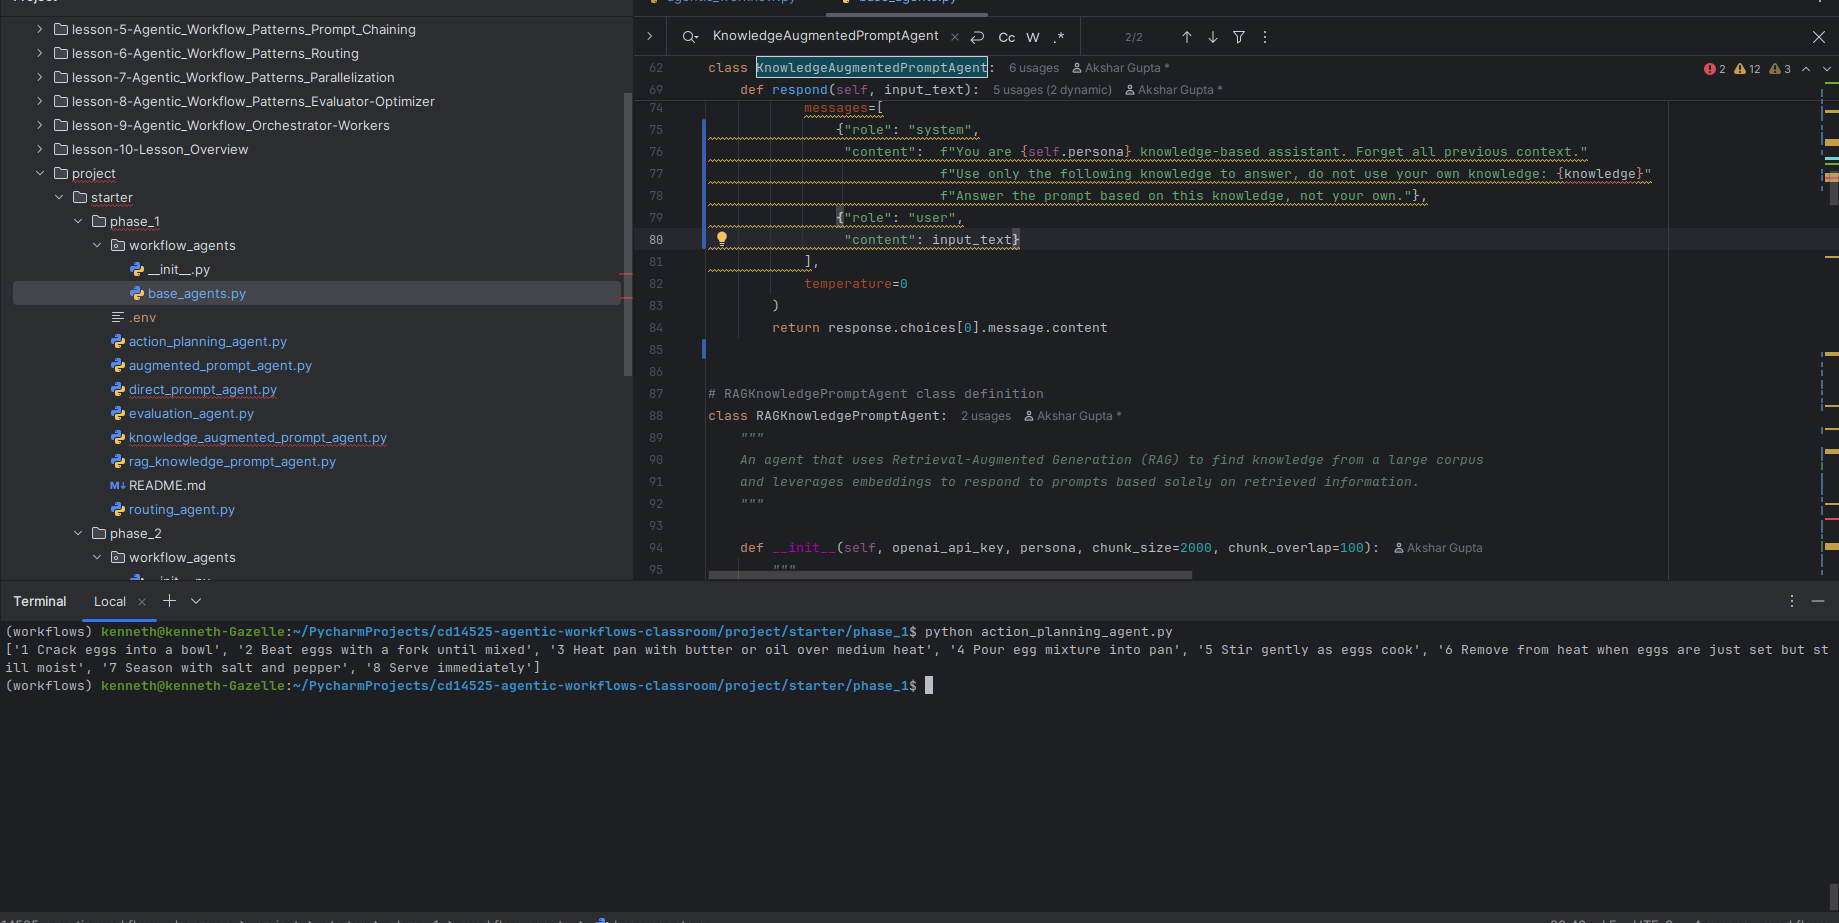 lesson-5-Agentic_Workflow_Patterns_Prompt_Chaining
lesson-6-Agentic_Workflow_Patterns_Routing
lesson-7-Agentic_Workflow_Patterns_Parallelization
lesson-8-Agentic_Workflow_Patterns_Evaluator-Optimizer
lesson-9-Agentic_Workflow_Orchestrator-Workers
lesson-10-Lesson_Overview
project
starter
phase_1
workflow_agents
__init__.py
base_agents.py
.env
action_planning_agent.py
augmented_prompt_agent.py
direct_prompt_agent.py
evaluation_agent.py
knowledge_augmented_prompt_agent.py
rag_knowledge_prompt_agent.py
M↓ README.md
routing_agent.py
phase_2
workflow_agents
KnowledgeAugmentedPromptAgent × Cc W .* 2/2
62 class KnowledgeAugmentedPromptAgent: 6 usages Akshar Gupta * 2 12 3
69 def respond(self, input_text): 5 usages (2 dynamic) Akshar Gupta *
74 messages=[
75 {"role": "system",
76 "content": f"You are {self.persona} knowledge-based assistant. Forget all previous context."
77 f"Use only the following knowledge to answer, do not use your own knowledge: {knowledge}"
78 f"Answer the prompt based on this knowledge, not your own."},
79 {"role": "user",
80 "content": input_text}
81 ],
82 temperature=0
83 )
84 return response.choices[0].message.content
85
86
87 # RAGKnowledgePromptAgent class definition
88 class RAGKnowledgePromptAgent: 2 usages Akshar Gupta *
89 """
90 An agent that uses Retrieval-Augmented Generation (RAG) to find knowledge from a large corpus
91 and leverages embeddings to respond to prompts based solely on retrieved information.
92 """
93
94 def __init__(self, openai_api_key, persona, chunk_size=2000, chunk_overlap=100): Akshar Gupta
95 """
Terminal Local ×
(workflows) kenneth@kenneth-Gazelle:~/PycharmProjects/cd14525-agentic-workflows-classroom/project/starter/phase_1$ python action_planning_agent.py
['1 Crack eggs into a bowl', '2 Beat eggs with a fork until mixed', '3 Heat pan with butter or oil over medium heat', '4 Pour egg mixture into pan', '5 Stir gently as eggs cook', '6 Remove from heat when eggs are just set but st
ill moist', '7 Season with salt and pepper', '8 Serve immediately']
(workflows) kenneth@kenneth-Gazelle:~/PycharmProjects/cd14525-agentic-workflows-classroom/project/starter/phase_1$